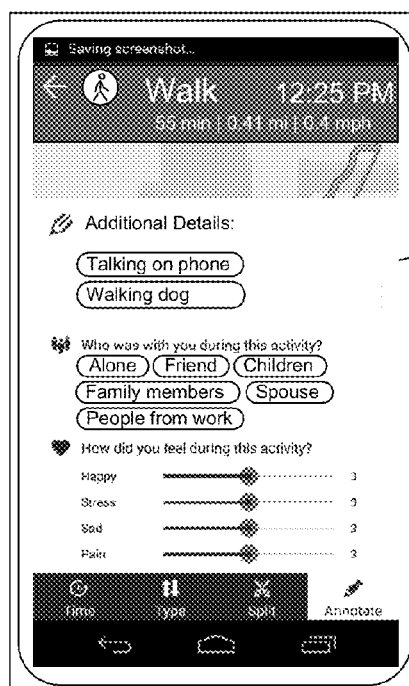 Saving screenshot...
Walk 12:25 PM
55 min | 0.41 mi | 0.4 mph
Additional Details:
Talking on phone
Walking dog
Who was with you during this activity?
Alone Friend Children
Family members Spouse
People from work
How did you feel during this activity?
Happy 3
Stress 3
Sad 3
Pain 3
Time Type Split Annotate